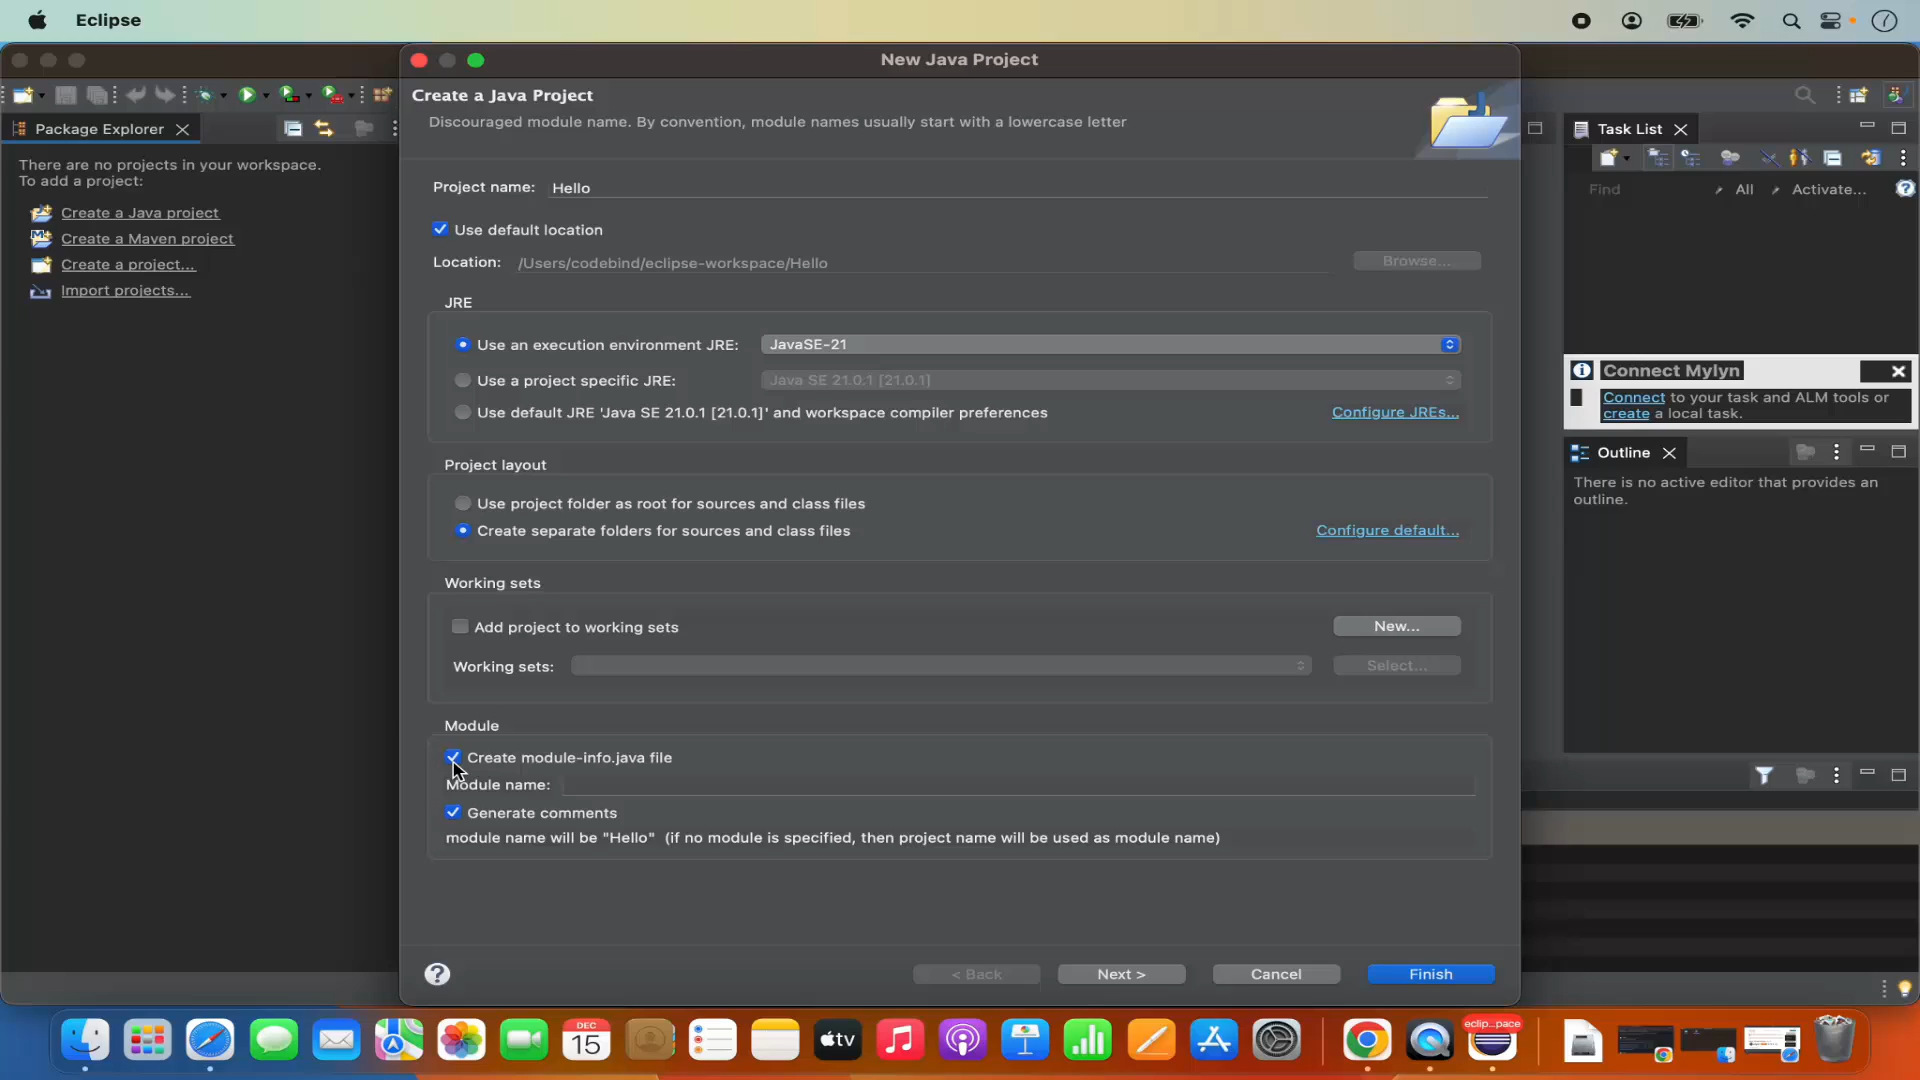 Eclipse
New Java Project
Create a Java Project
Discouraged module name. By convention, module names usually start with a lowercase letter
Package Explorer
There are no projects in your workspace.
To add a project:
Create a Java project
Create a Maven project
Create a project...
Import projects...
Project name: Hello
Use default location
Location: /Users/codebind/eclipse-workspace/Hello
Browse...
JRE
Use an execution environment JRE: JavaSE-21
Use a project specific JRE: Java SE 21.0.1 [21.0.1]
Use default JRE 'Java SE 21.0.1 [21.0.1]' and workspace compiler preferences
Configure JREs...
Project layout
Use project folder as root for sources and class files
Create separate folders for sources and class files
Configure default...
Working sets
Add project to working sets
New...
Working sets:
Select...
Module
Create module-info.java file
Module name:
Generate comments
module name will be "Hello" (if no module is specified, then project name will be used as module name)
< Back
Next >
Cancel
Finish
Task List
Find
All
Activate...
Connect Mylyn
Connect to your task and ALM tools or
create a local task.
Outline
There is no active editor that provides an
outline.
DEC
15
tv
eclip...pace